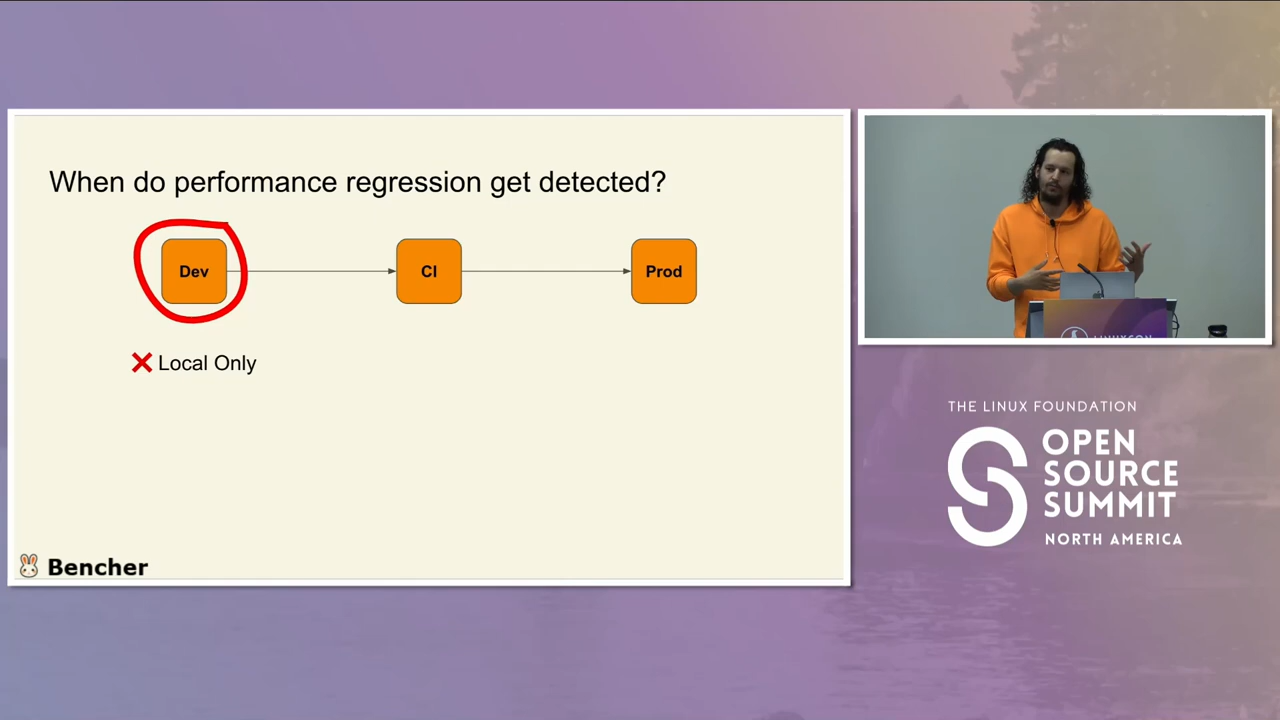 When do performance regression get detected?
Dev
CI
Prod
❌ Local Only
Bencher
LINUXCON
THE LINUX FOUNDATION
OPEN
SOURCE
SUMMIT
NORTH AMERICA